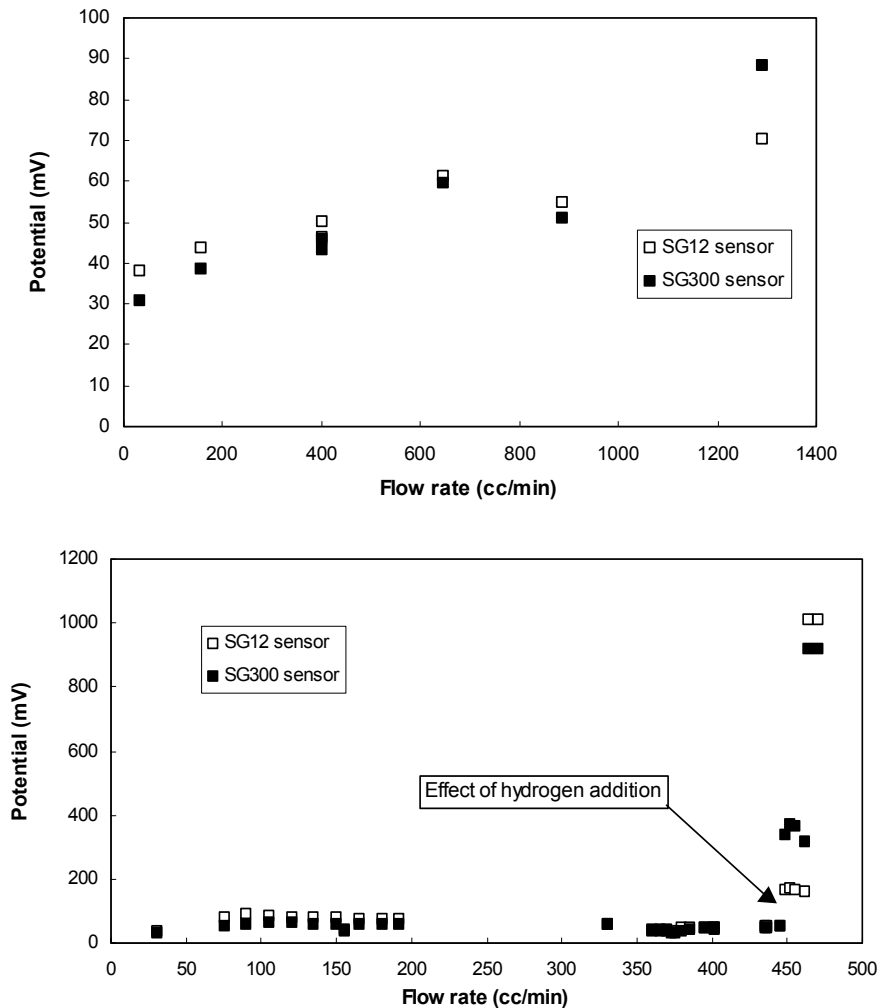 100
90
80
70
60
50
40
30
20
10
0
Potential (mV)
SG12 sensor
SG300 sensor
0 200 400 600 800 1000 1200 1400
Flow rate (cc/min)
1200
1000
800
600
400
200
0
Potential (mV)
SG12 sensor
SG300 sensor
Effect of hydrogen addition
0 50 100 150 200 250 300 350 400 450 500
Flow rate (cc/min)